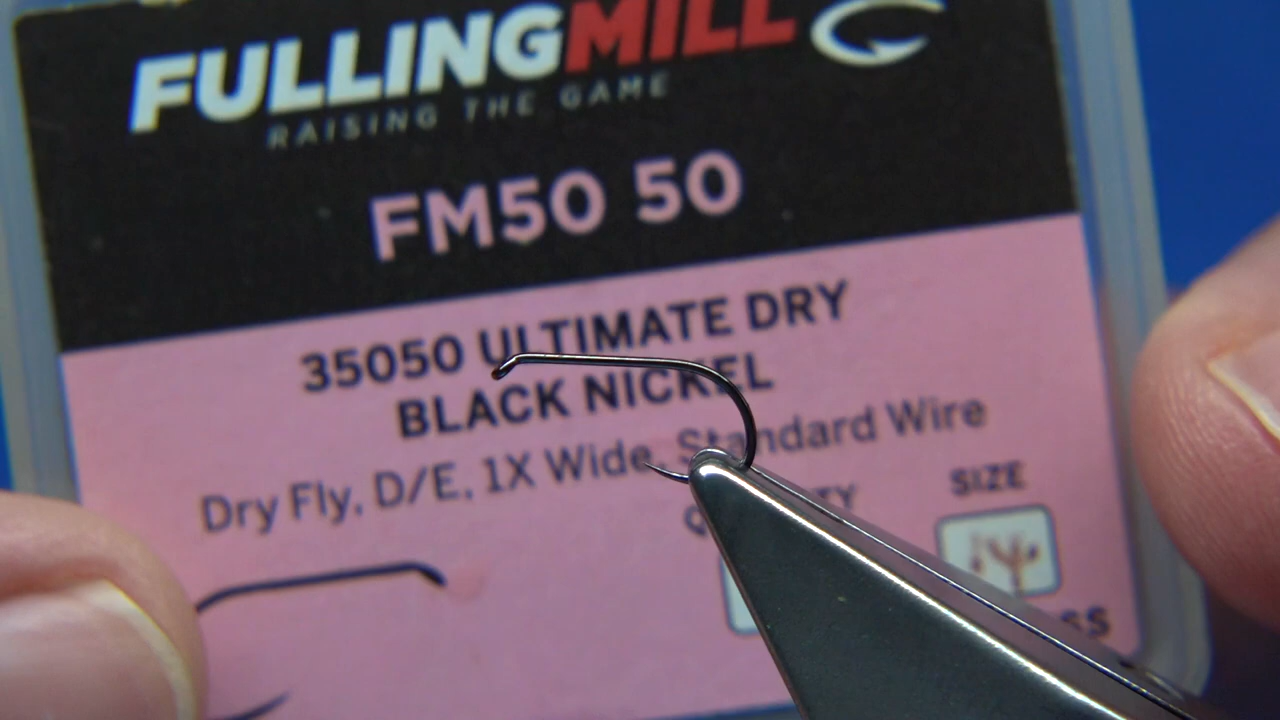 FULLINGMILL
RAISING THE GAME
FM50 50
35050 ULTIMATE DRY
BLACK NICKEL
Dry Fly, D/E, 1X Wide, Standard Wire
SIZE